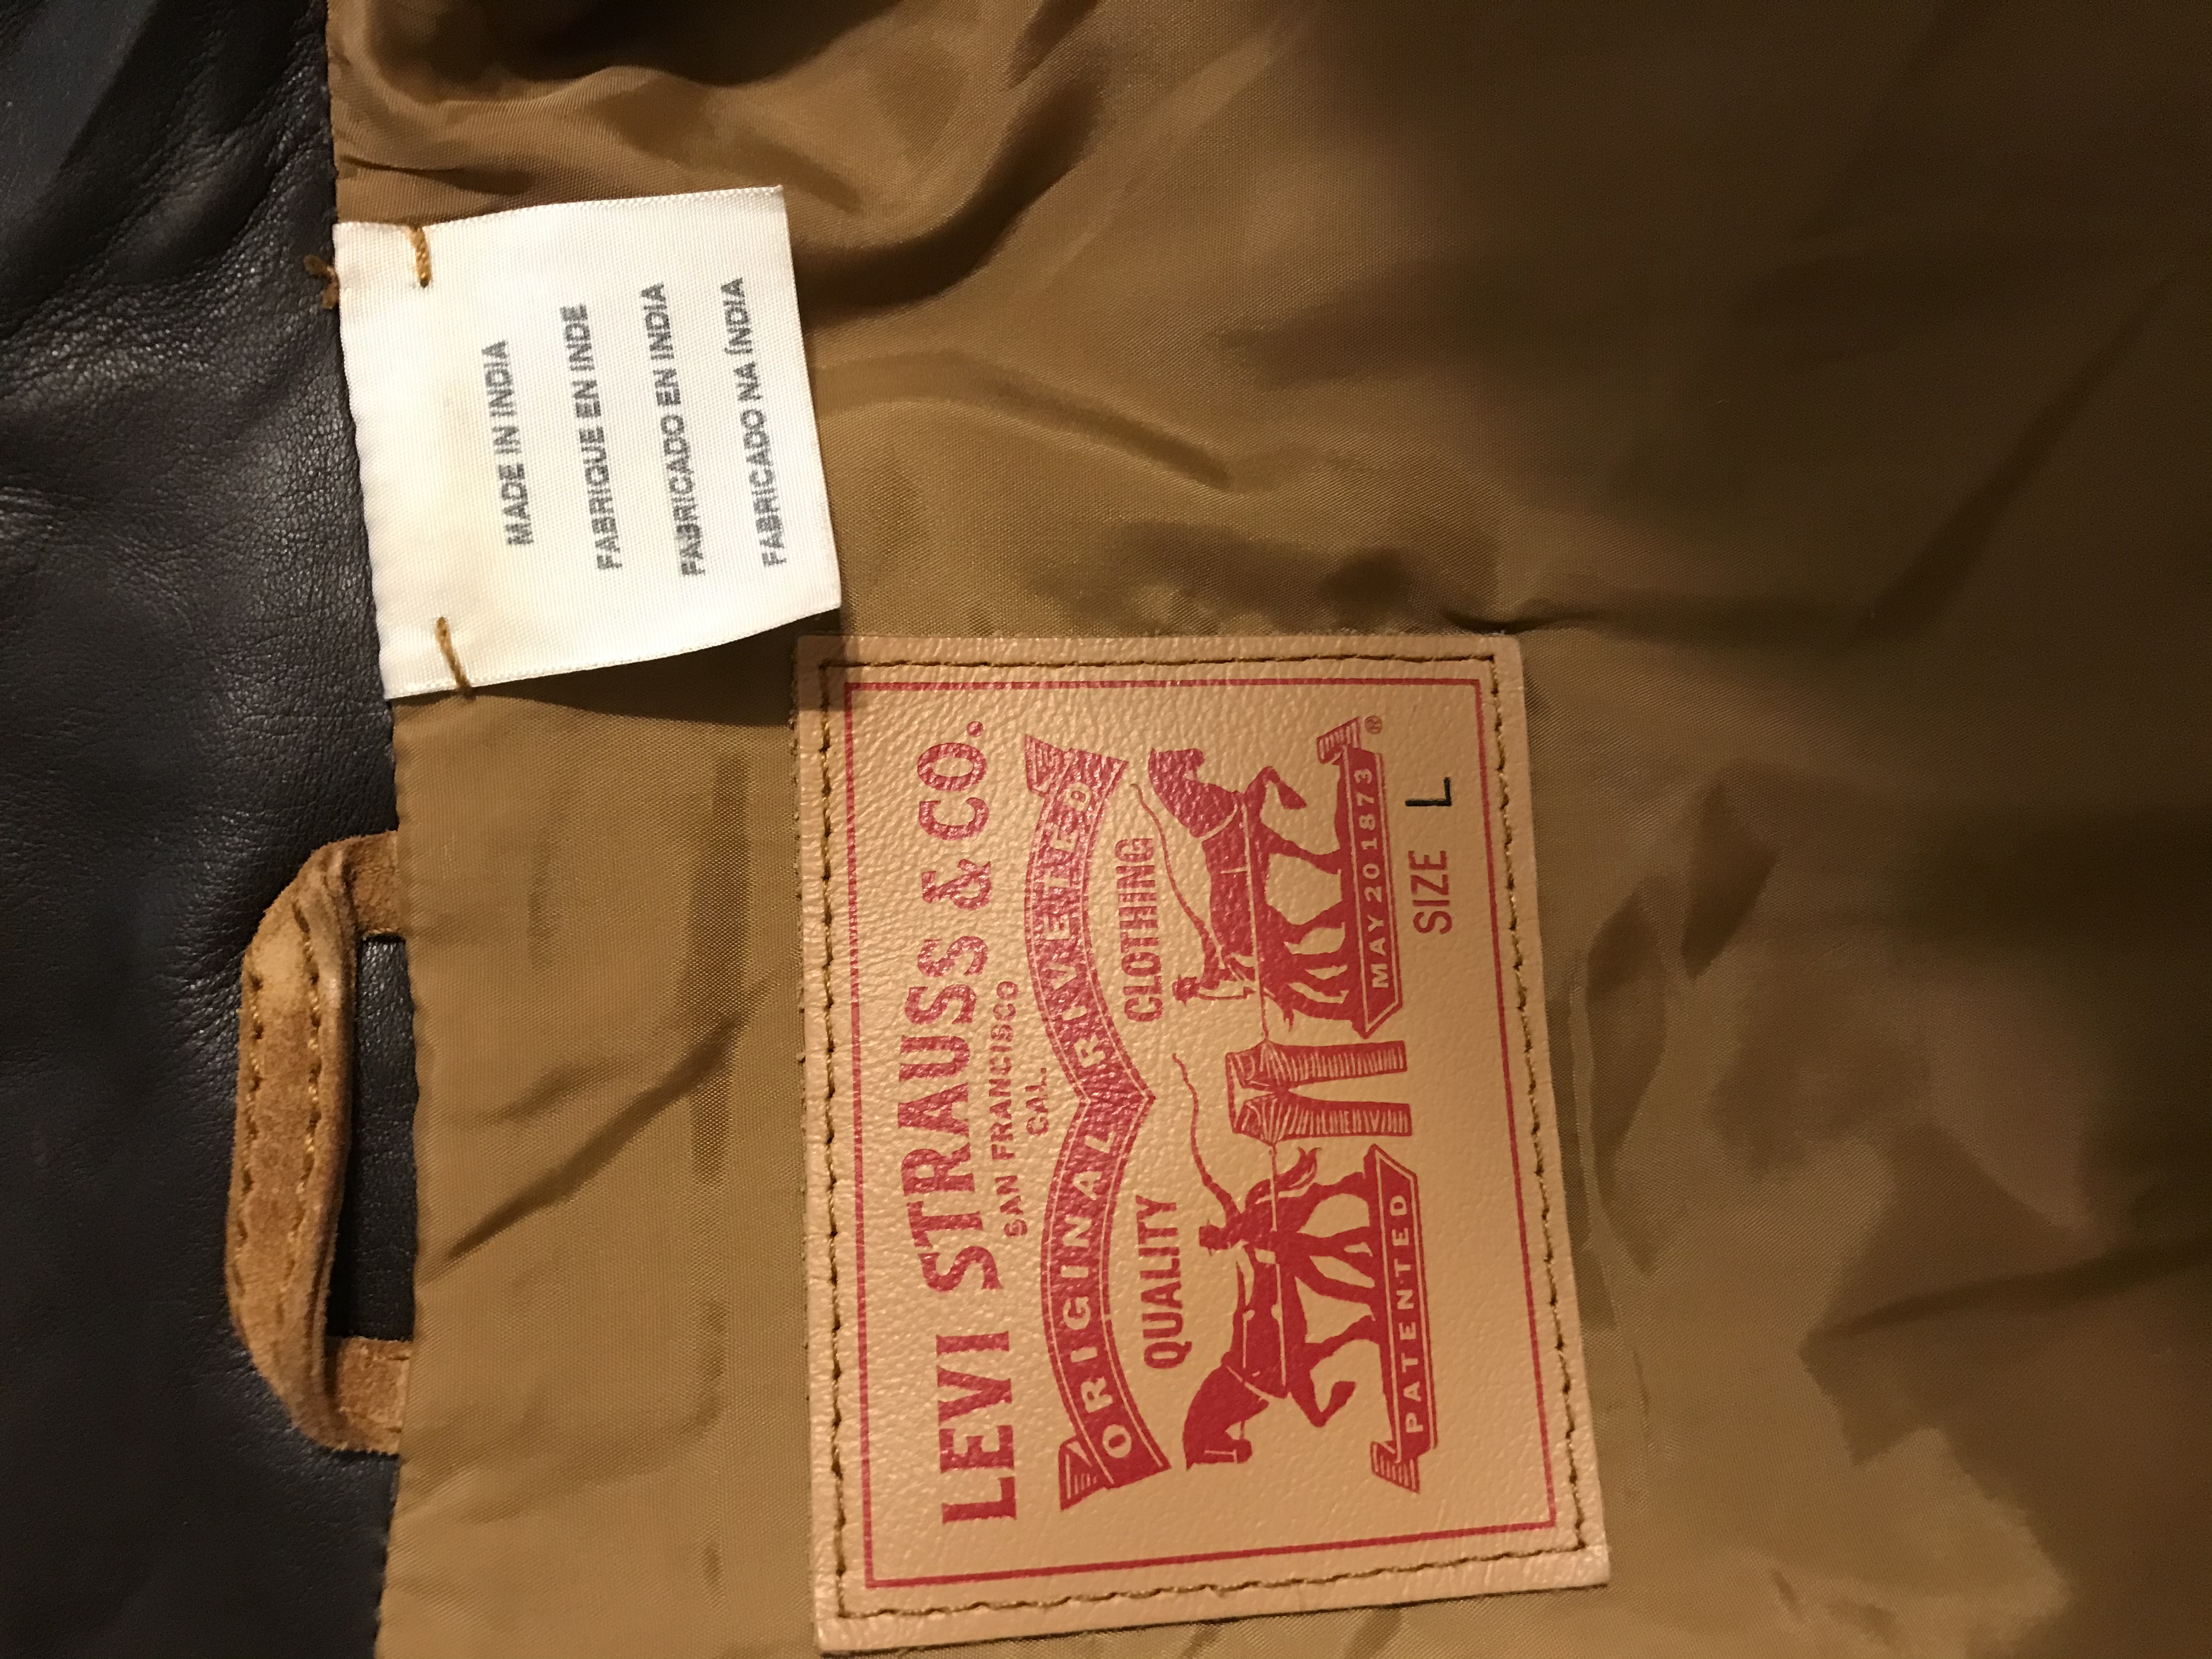 MADE IN INDIA
FABRIQUE EN INDE
FABRICADO EN INDIA
FABRICADO NA ÍNDIA
LEVI STRAUSS & CO.
SAN FRANCISCO
CAL.
ORIGINAL RIVETED
QUALITY CLOTHING
PATENTED MAY 20 1873 ®
SIZE L